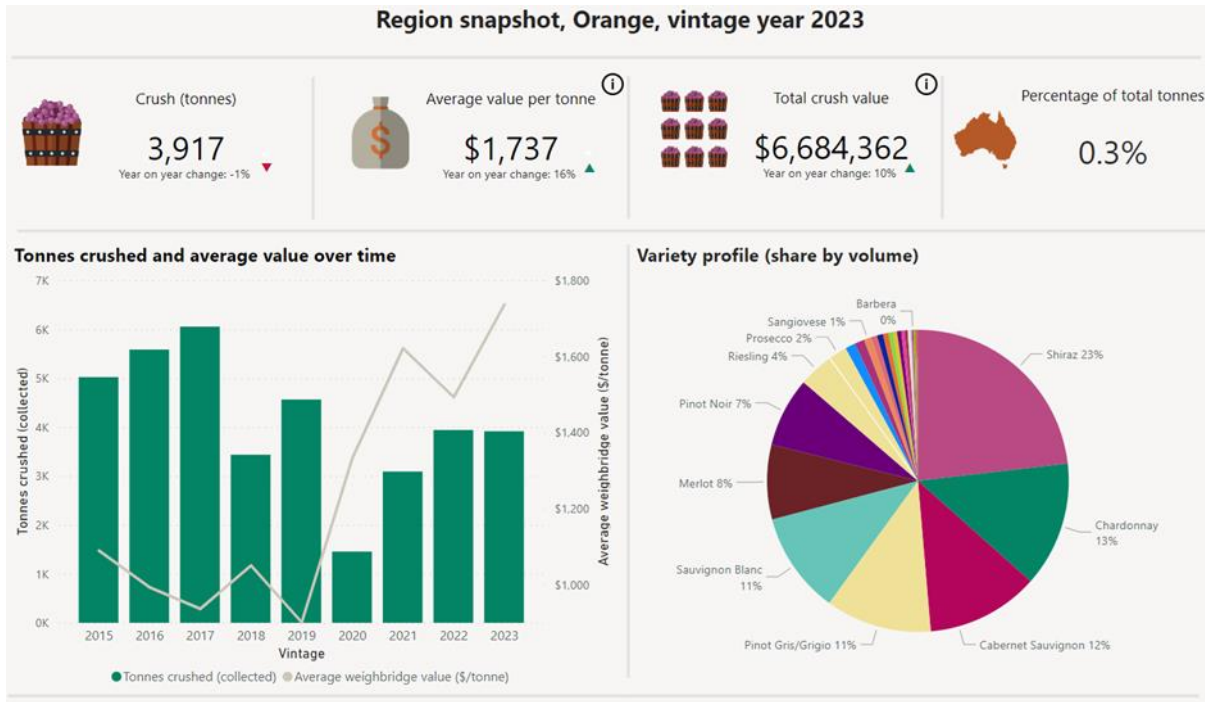 Region snapshot, Orange, vintage year 2023
Crush (tonnes)
3,917
Year on year change: -1%
Average value per tonne
$1,737
Year on year change: 16%
Total crush value
$6,684,362
Year on year change: 10%
Percentage of total tonnes
0.3%
Tonnes crushed and average value over time
7K
6K
5K
4K
3K
2K
1K
0K
Tonnes crushed (collected)
$1,800
$1,600
$1,400
$1,200
$1,000
Average weighbridge value ($/tonne)
2015 2016 2017 2018 2019 2020 2021 2022 2023
Vintage
Tonnes crushed (collected) Average weighbridge value ($/tonne)
Variety profile (share by volume)
Barbera
0%
Sangiovese 1%
Prosecco 2%
Riesling 4%
Pinot Noir 7%
Merlot 8%
Sauvignon Blanc
11%
Pinot Gris/Grigio 11%
Cabernet Sauvignon 12%
Chardonnay
13%
Shiraz 23%